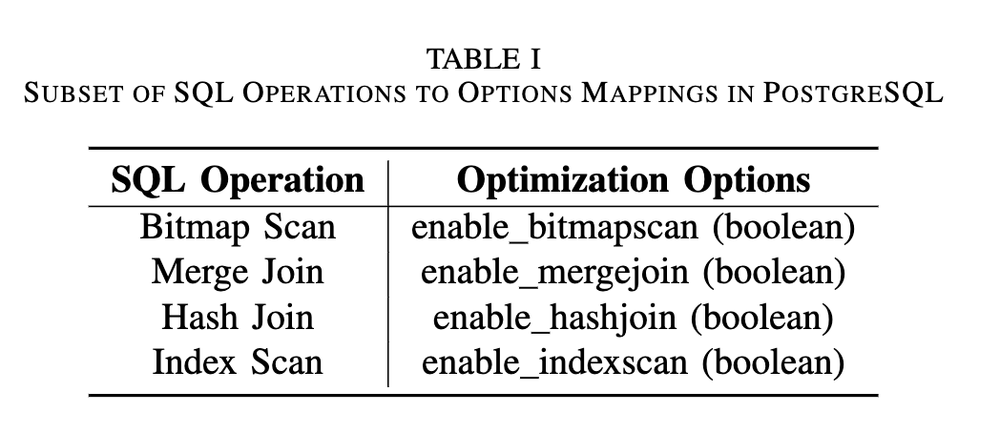 TABLE I
SUBSET OF SQL OPERATIONS TO OPTIONS MAPPINGS IN POSTGRESQL
SQL Operation Optimization Options
Bitmap Scan enable_bitmapscan (boolean)
Merge Join enable_mergejoin (boolean)
Hash Join enable_hashjoin (boolean)
Index Scan enable_indexscan (boolean)